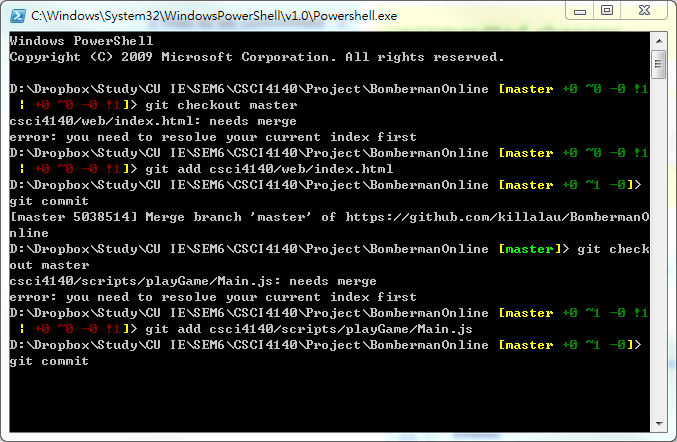 C:\Windows\System32\WindowsPowerShell\v1.0\Powershell.exe
Windows PowerShell
Copyright (C) 2009 Microsoft Corporation. All rights reserved.
D:\Dropbox\Study\CU IE\SEM6\CSCI4140\Project\BombermanOnline [master +0 ~0 -0 !1
| +0 ~0 -0 !1]> git checkout master
csci4140/web/index.html: needs merge
error: you need to resolve your current index first
D:\Dropbox\Study\CU IE\SEM6\CSCI4140\Project\BombermanOnline [master +0 ~0 -0 !1
| +0 ~0 -0 !1]> git add csci4140/web/index.html
D:\Dropbox\Study\CU IE\SEM6\CSCI4140\Project\BombermanOnline [master +0 ~1 -0]>
git commit
[master 5038514] Merge branch 'master' of https://github.com/killalau/BombermanO
nline
D:\Dropbox\Study\CU IE\SEM6\CSCI4140\Project\BombermanOnline [master]> git check
out master
csci4140/scripts/playGame/Main.js: needs merge
error: you need to resolve your current index first
D:\Dropbox\Study\CU IE\SEM6\CSCI4140\Project\BombermanOnline [master +0 ~0 -0 !1
| +0 ~0 -0 !1]> git add csci4140/scripts/playGame/Main.js
D:\Dropbox\Study\CU IE\SEM6\CSCI4140\Project\BombermanOnline [master +0 ~1 -0]>
git commit